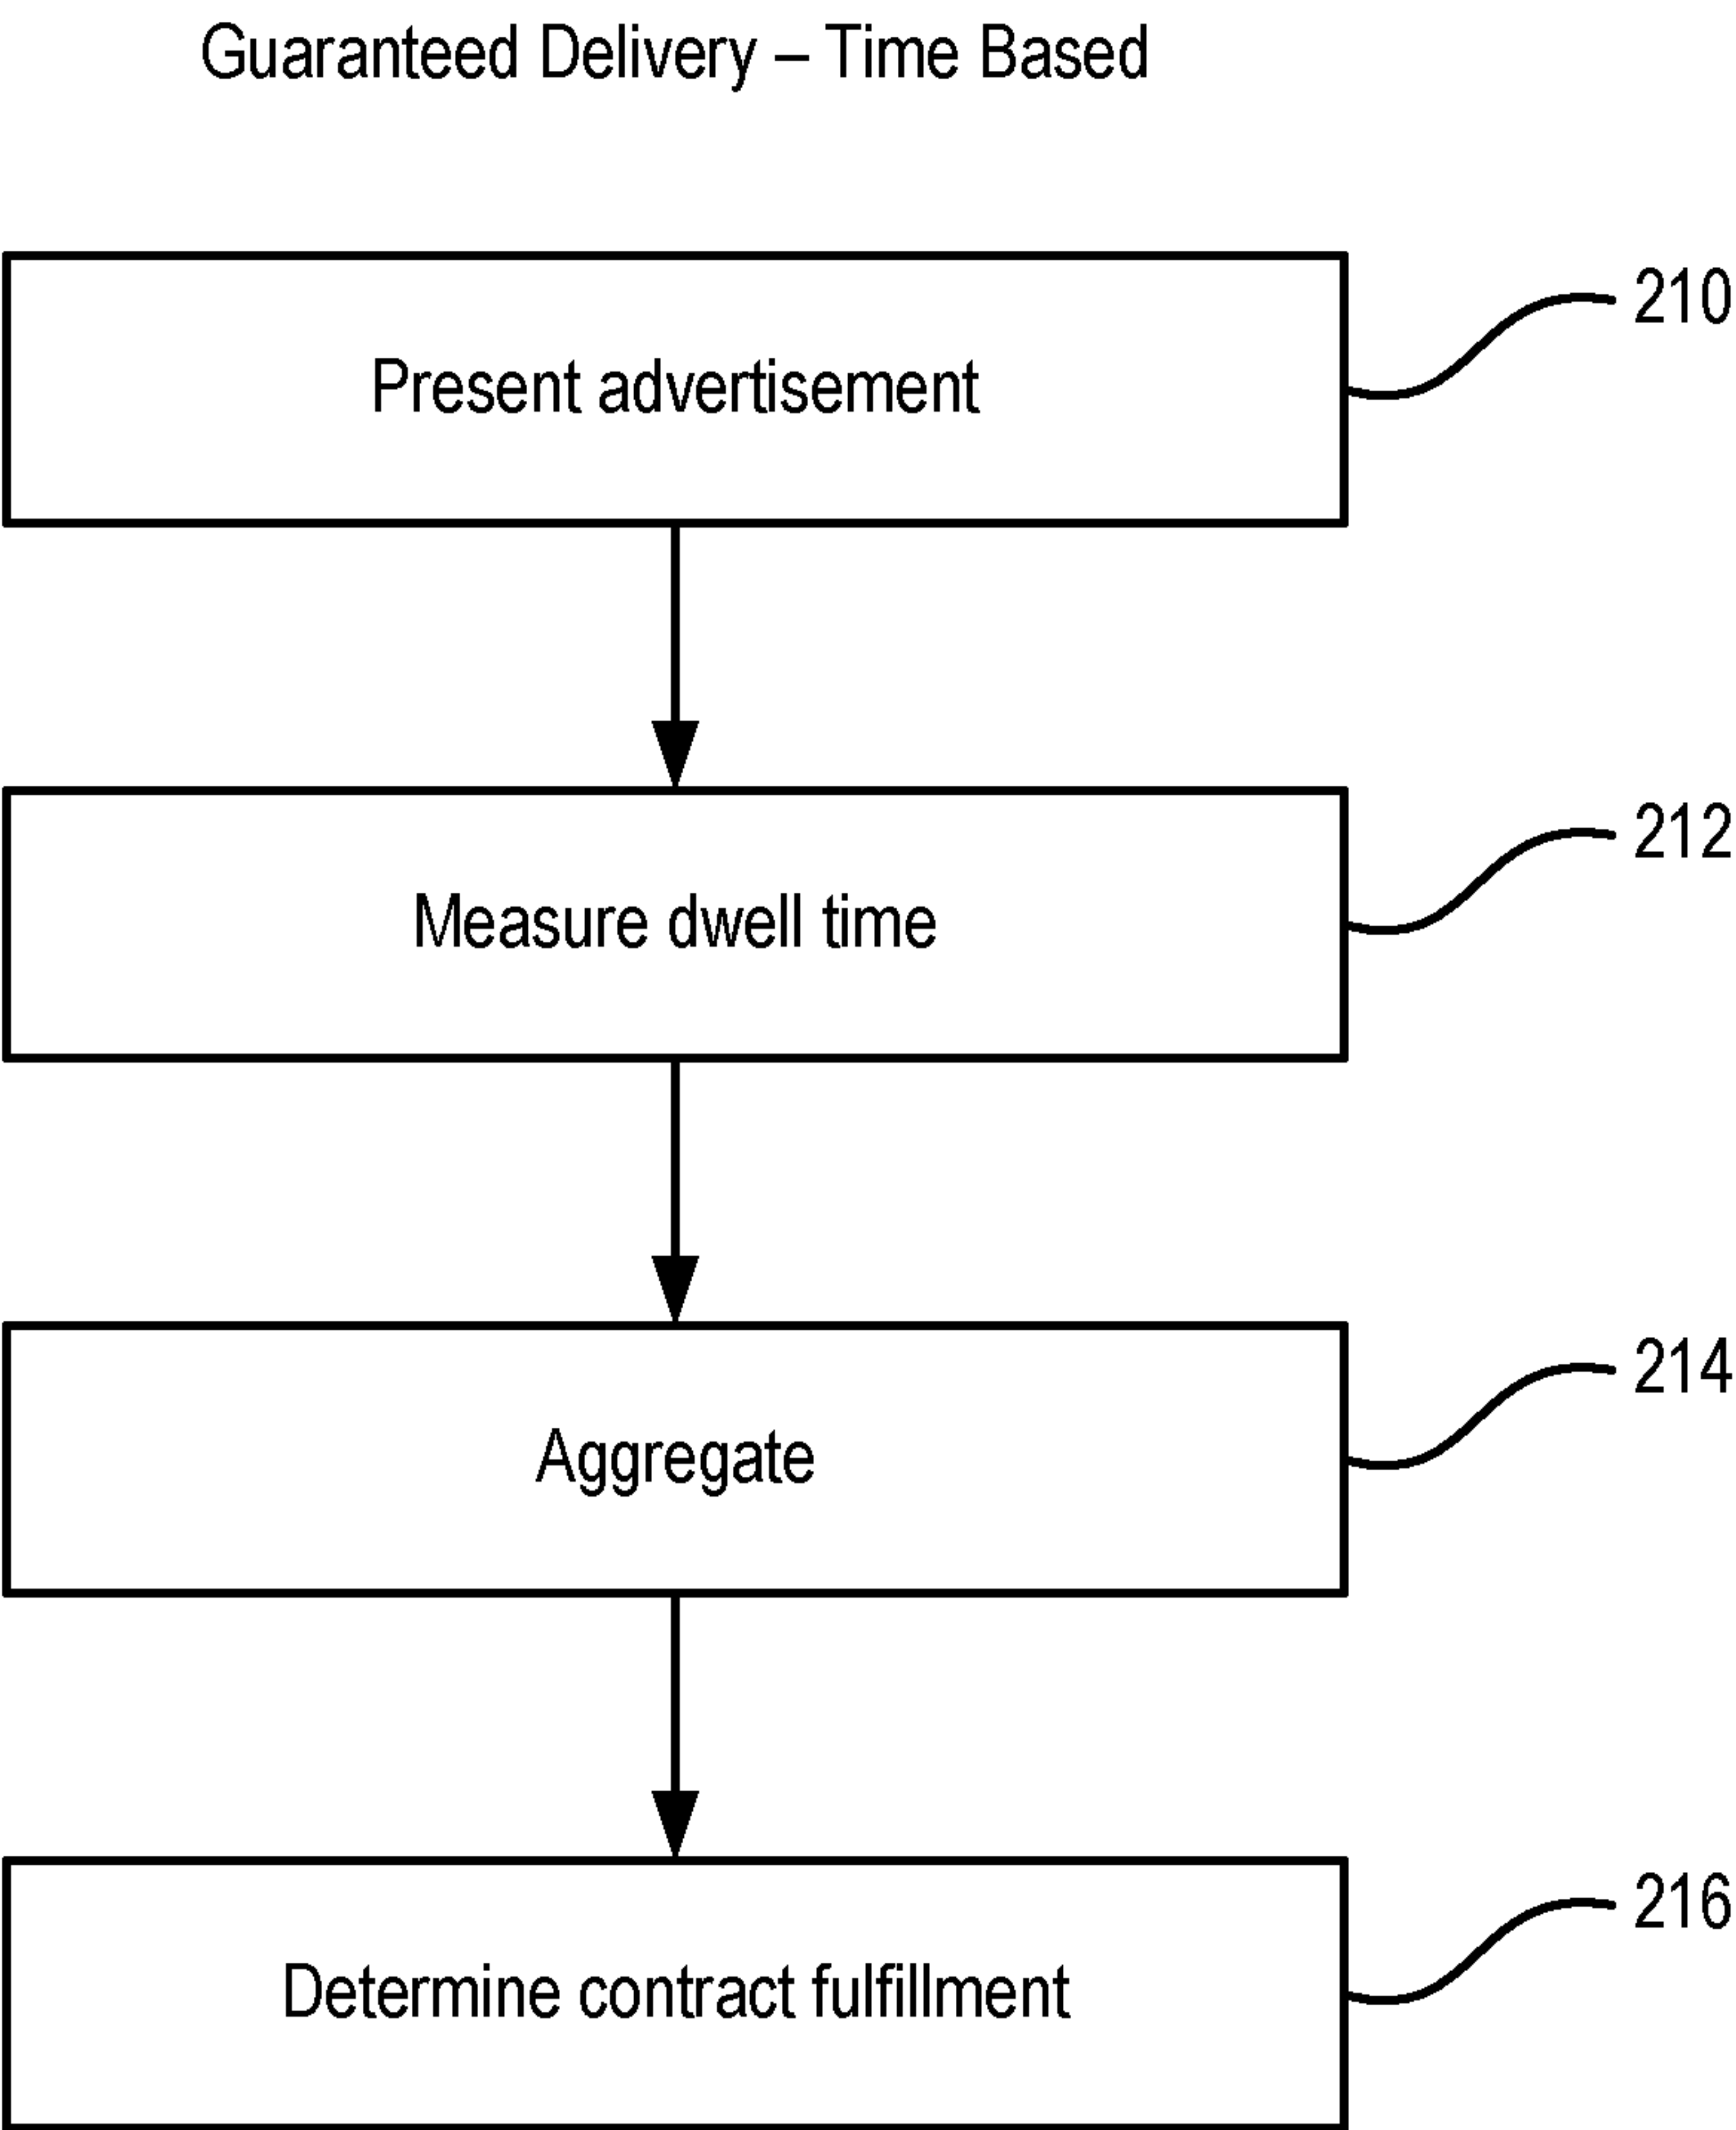 Guaranteed Delivery – Time Based
210
Present advertisement
212
Measure dwell time
214
Aggregate
216
Determine contract fulfillment